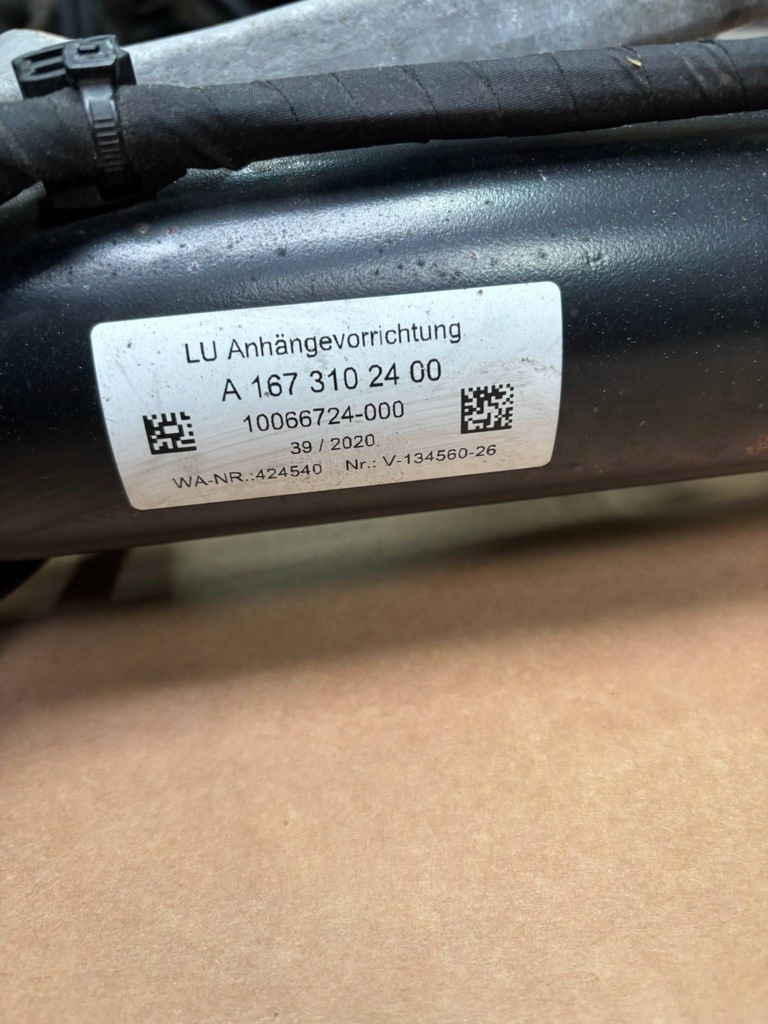 LU Anhängevorrichtung
A 167 310 24 00
10066724-000
39 / 2020
WA-NR.:424540 Nr.: V-134560-26